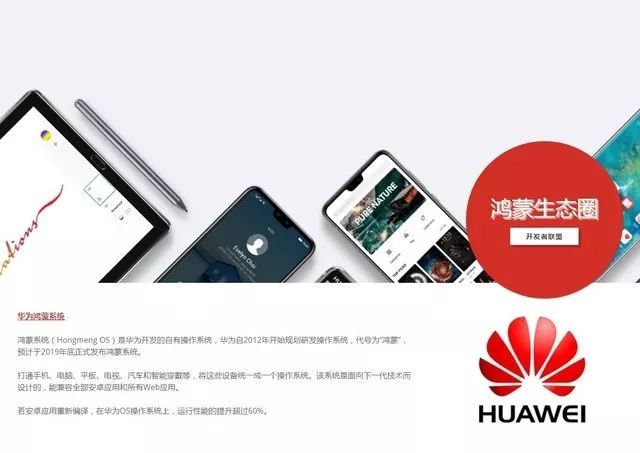 ations
Evelyn Choi
PURE NATURE
TOP PICKS
鸿蒙生态圈
开发者联盟
华为鸿蒙系统
鸿蒙系统（Hongmeng OS）是华为开发的自有操作系统，华为自2012年开始规划研发操作系统，代号为“鸿蒙”，
预计于2019年底正式发布鸿蒙系统。
打通手机、电脑、平板、电视、汽车和智能穿戴等，将这些设备统一成一个操作系统。该系统是面向下一代技术而
设计的，能兼容全部安卓应用和所有Web应用。
若安卓应用重新编译，在华为OS操作系统上，运行性能的提升超过60%。
HUAWEI